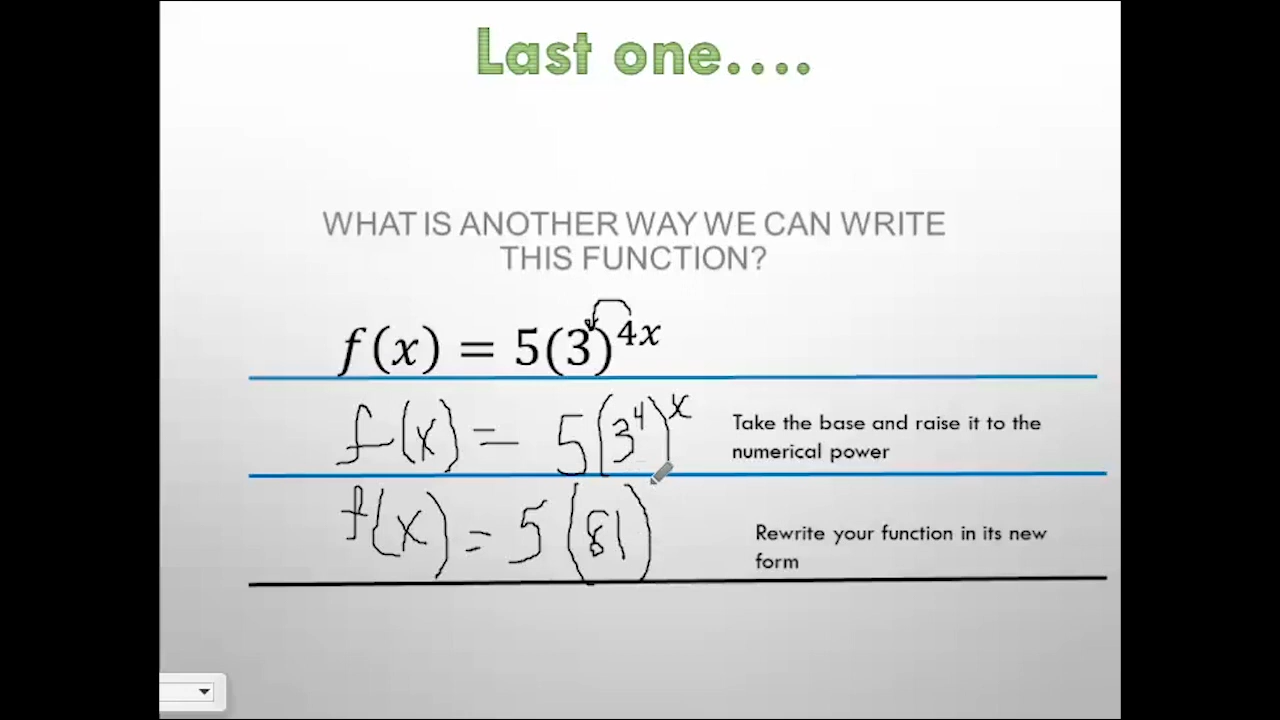 Last one....
WHAT IS ANOTHER WAY WE CAN WRITE
THIS FUNCTION?
f(x) = 5(3)^{4x}
f(x) = 5(3^4)^x
Take the base and raise it to the
numerical power
f(x) = 5(81)
Rewrite your function in its new
form